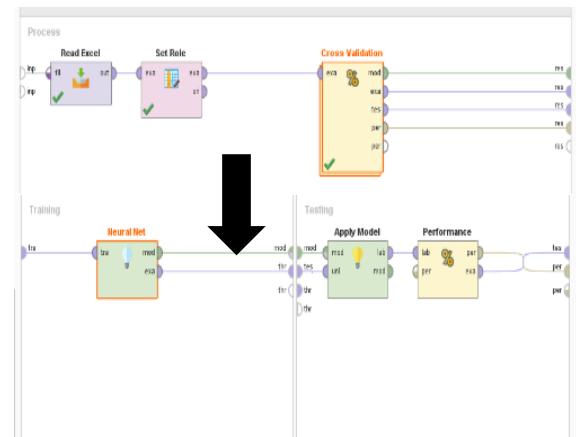 Process
Read Excel
Set Role
Cross Validation
inp
inp
fil
out
exa
exa
ori
exa
mod
exa
tes
per
per
res
res
res
res
res
Training
Testing
Neural Net
Apply Model
Performance
tra
tra
mod
exa
mod
thr
thr
mod
tes
thr
thr
mod
unl
lab
mod
lab
per
per
exa
tes
per
per